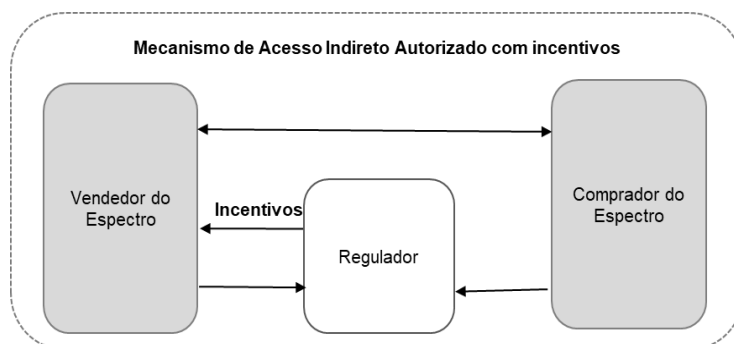 Mecanismo de Acesso Indireto Autorizado com incentivos
Vendedor do
Espectro
Incentivos
Regulador
Comprador do
Espectro